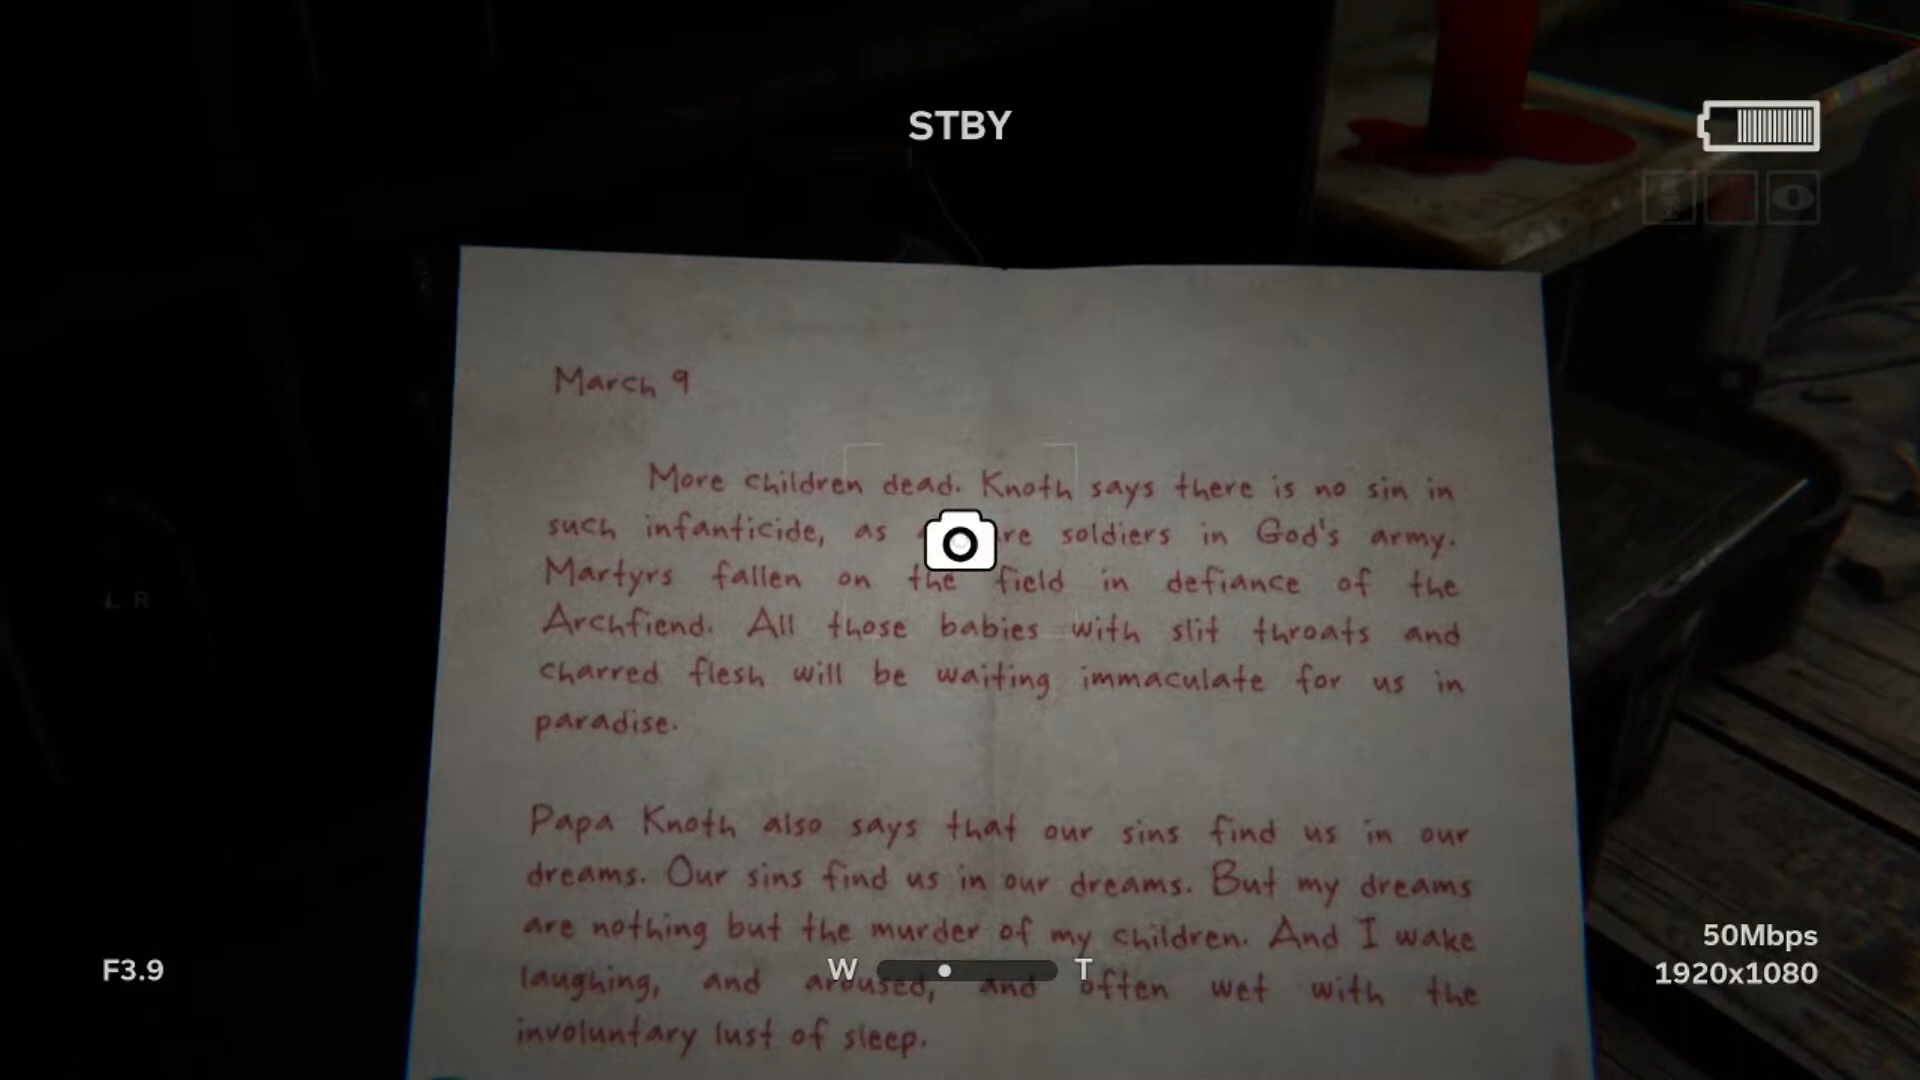 STBY
March 9
More children dead. Knoth says there is no sin in
such infanticide, as soldiers in God's army.
Martyrs fallen on the field in defiance of the
Archfiend. All those babies with slit throats and
charred flesh will be waiting immaculate for us in
paradise.
Papa Knoth also says that our sins find us in our
dreams. Our sins find us in our dreams. But my dreams
are nothing but the murder of my children. And I wake
laughing, and aroused, and often wet with the
involuntary lust of sleep.
L R
F3.9
W T
50Mbps
1920x1080